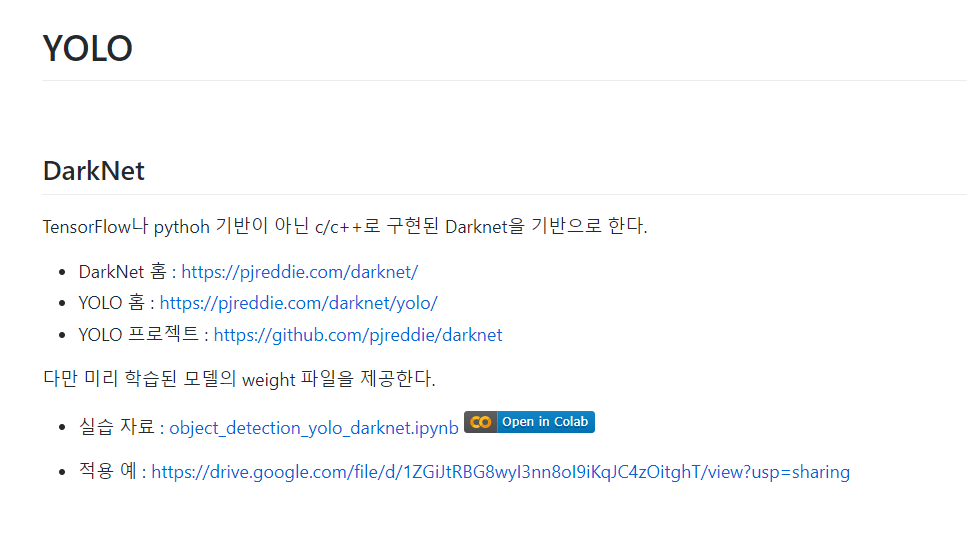 YOLO
DarkNet
TensorFlow나 pythoh 기반이 아닌 c/c++로 구현된 Darknet을 기반으로 한다.
DarkNet 홈 : https://pjreddie.com/darknet/
YOLO 홈 : https://pjreddie.com/darknet/yolo/
YOLO 프로젝트 : https://github.com/pjreddie/darknet
다만 미리 학습된 모델의 weight 파일을 제공한다.
실습 자료 : object_detection_yolo_darknet.ipynb Open in Colab
적용 예 : https://drive.google.com/file/d/1ZGiJtRBG8wyI3nn8oI9iKqJC4zOitghT/view?usp=sharing